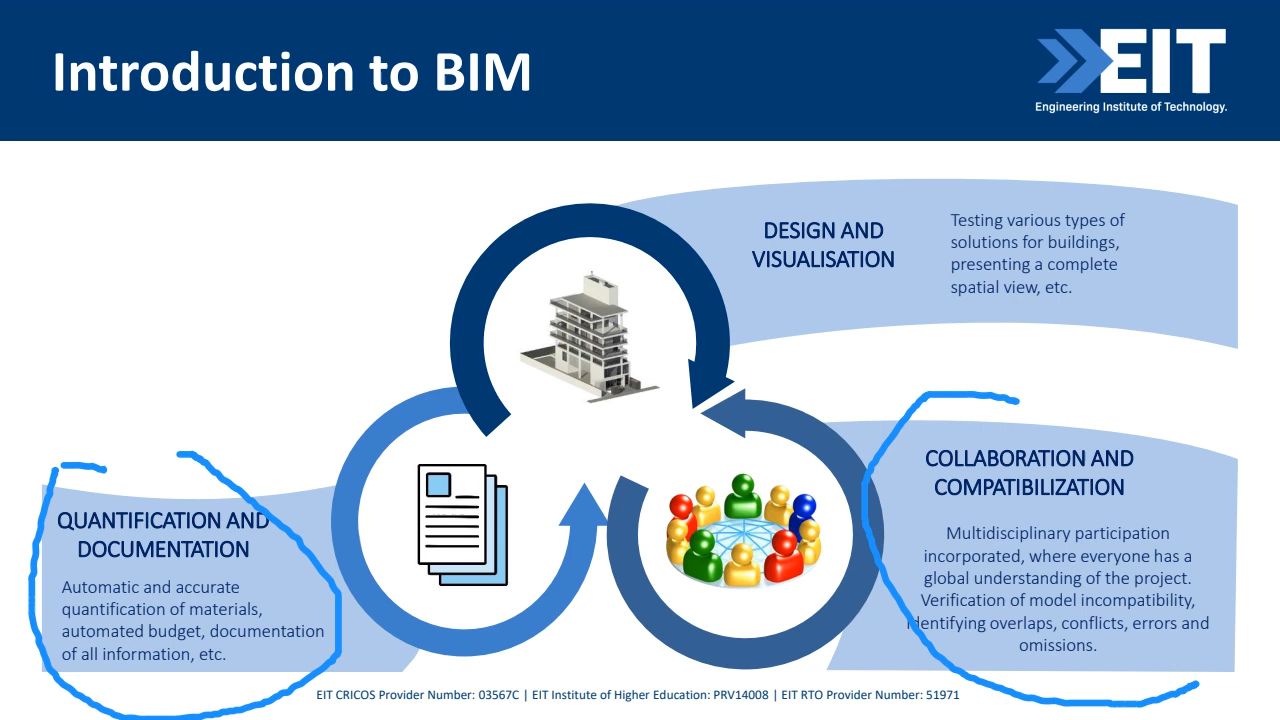 Introduction to BIM
EIT
Engineering Institute of Technology.
DESIGN AND
VISUALISATION
Testing various types of
solutions for buildings,
presenting a complete
spatial view, etc.
COLLABORATION AND
COMPATIBILIZATION
Multidisciplinary participation
incorporated, where everyone has a
global understanding of the project.
Verification of model incompatibility,
identifying overlaps, conflicts, errors and
omissions.
QUANTIFICATION AND
DOCUMENTATION
Automatic and accurate
quantification of materials,
automated budget, documentation
of all information, etc.
EIT CRICOS Provider Number: 03567C | EIT Institute of Higher Education: PRV14008 | EIT RTO Provider Number: 51971